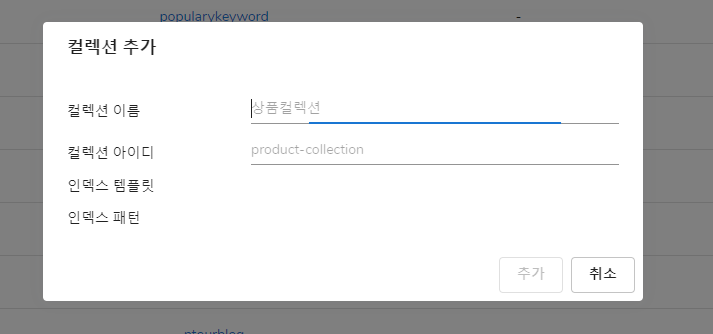 popularykeyword -
컬렉션 추가
컬렉션 이름 상품컬렉션
컬렉션 아이디 product-collection
인덱스 템플릿
인덱스 패턴
추가 취소